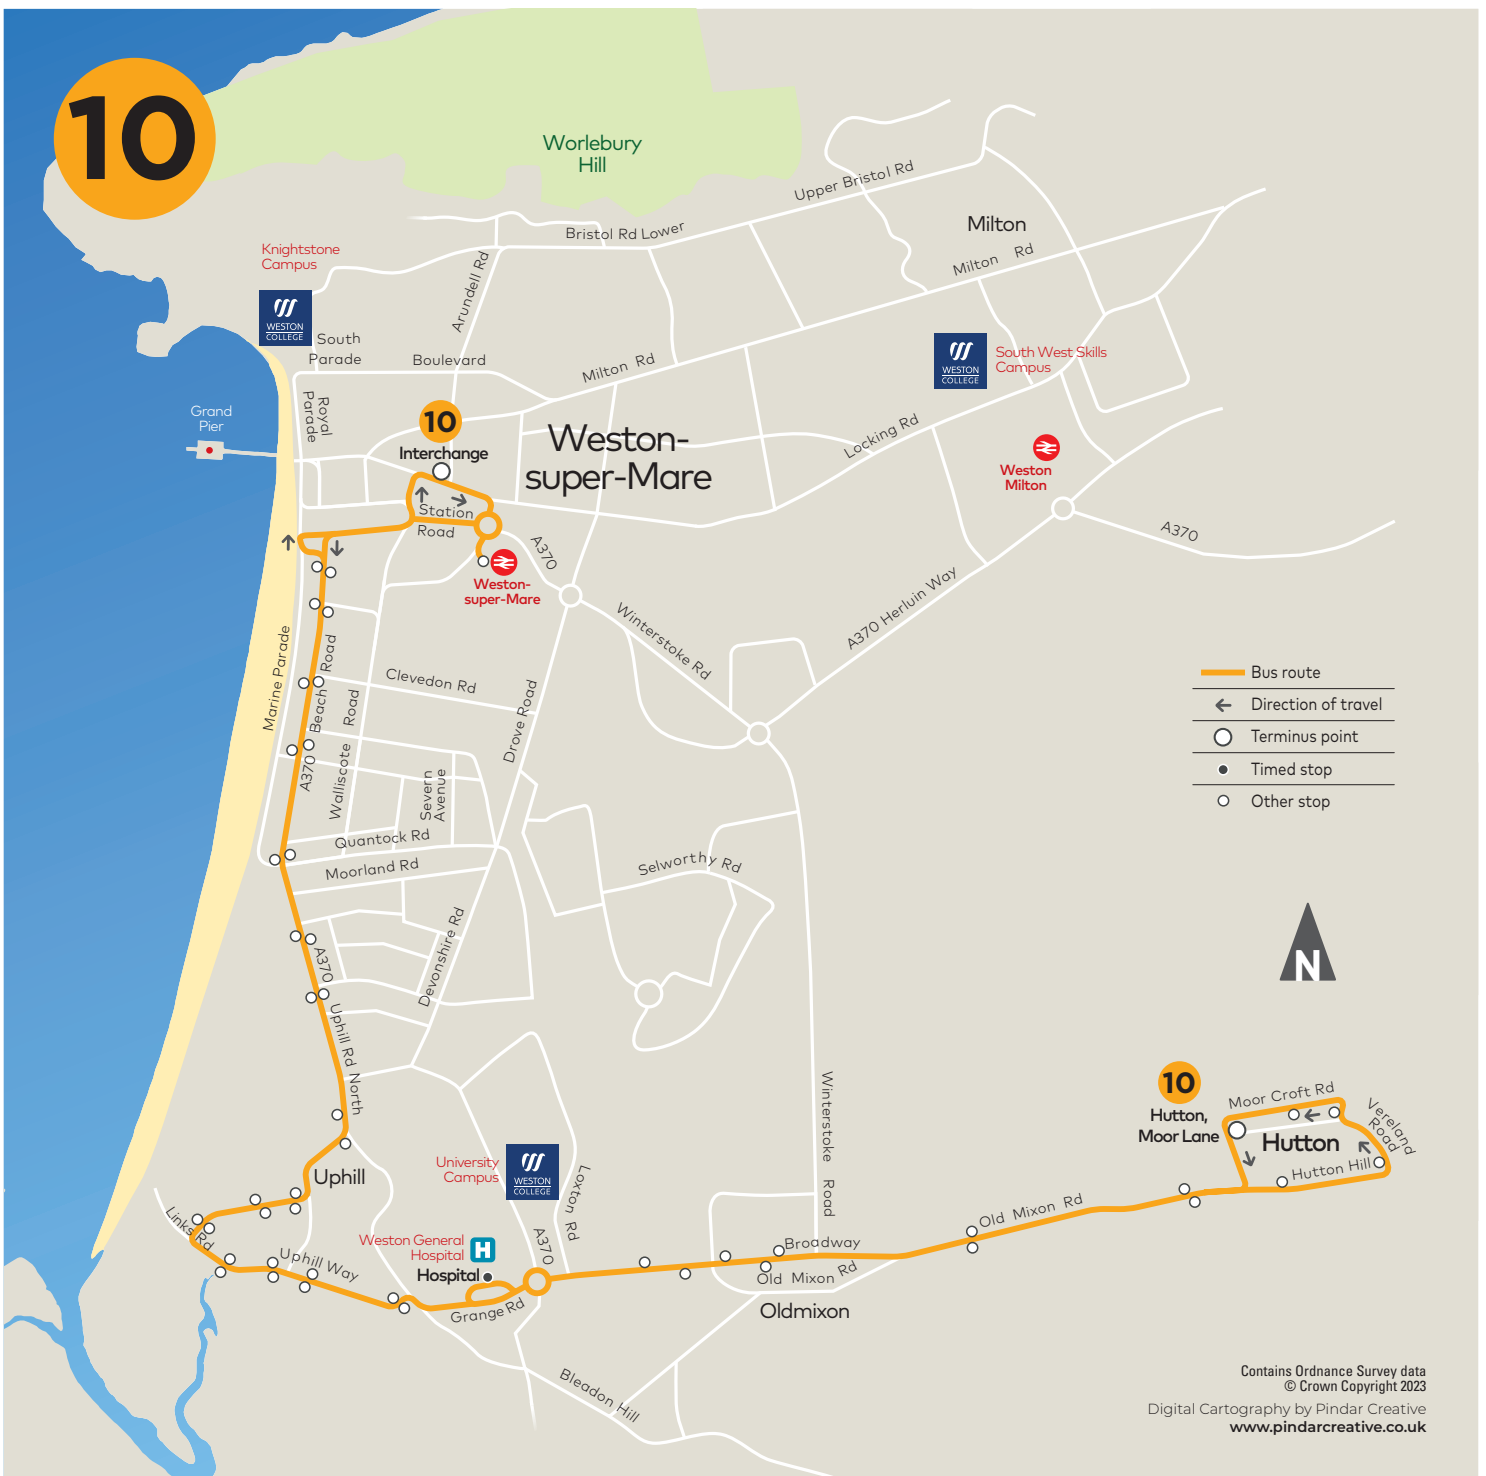 10
Worlebury
Hill
Upper Bristol Rd
Bristol Rd Lower
Milton
Milton Rd
Knightstone
Campus
WESTON
COLLEGE
Arundell Rd
South
Parade
Boulevard
Milton Rd
WESTON
COLLEGE
South West Skills
Campus
Royal
Parade
Grand
Pier
10
Interchange
Weston-
super-Mare
Locking Rd
Weston
Milton
Station
Road
A370
A370
Weston-
super-Mare
Winterstoke Rd
A370 Herluin Way
Marine Parade
Beach Road
A370
Walliscote Road
Clevedon Rd
Drove Road
Severn
Avenue
Quantock Rd
Moorland Rd
Selworthy Rd
Bus route
Direction of travel
Terminus point
Timed stop
Other stop
N
A370
Devonshire Rd
Uphill Rd North
Winterstoke Road
10
Hutton,
Moor Lane
Moor Croft Rd
Vereland
Road
Hutton
Hutton Hill
University
Campus
WESTON
COLLEGE
Uphill
Loxton Rd
Links Rd
Uphill Way
Weston General
Hospital
H
Hospital
A370
Grange Rd
Broadway
Old Mixon Rd
Old Mixon Rd
Oldmixon
Bleadon Hill
Contains Ordnance Survey data
© Crown Copyright 2023
Digital Cartography by Pindar Creative
www.pindarcreative.co.uk